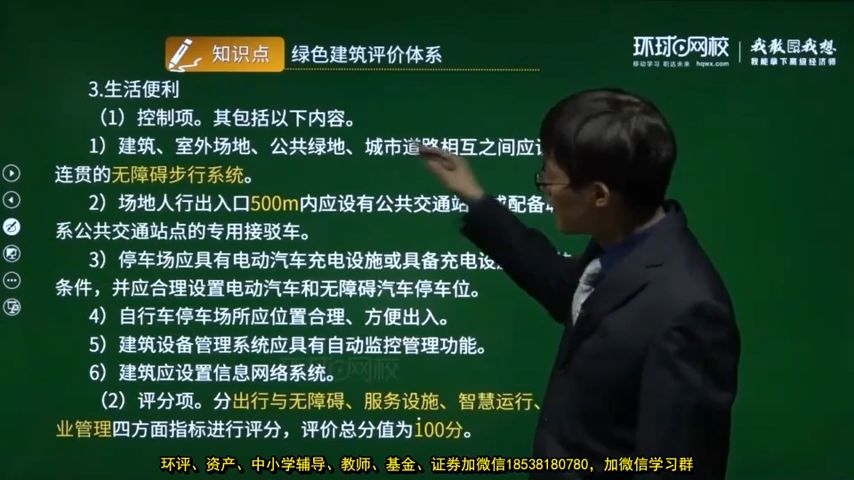 知识点 绿色建筑评价体系
环球网校
移动学习 职达未来 hqwx.com
我敢我想
我能拿下高级经济师
3.生活便利
（1）控制项。其包括以下内容。
1）建筑、室外场地、公共绿地、城市道路相互之间应
连贯的无障碍步行系统。
2）场地人行出入口500m内应设有公共交通站 或配备
系公共交通站点的专用接驳车。
3）停车场应具有电动汽车充电设施或具备充电设
条件，并应合理设置电动汽车和无障碍汽车停车位。
4）自行车停车场所应位置合理、方便出入。
5）建筑设备管理系统应具有自动监控管理功能。
6）建筑应设置信息网络系统。
（2）评分项。分出行与无障碍、服务设施、智慧运行、
业管理四方面指标进行评分，评价总分值为100分。
环球网校
环评、资产、中小学辅导、教师、基金、证券加微信18538180780，加微信学习群